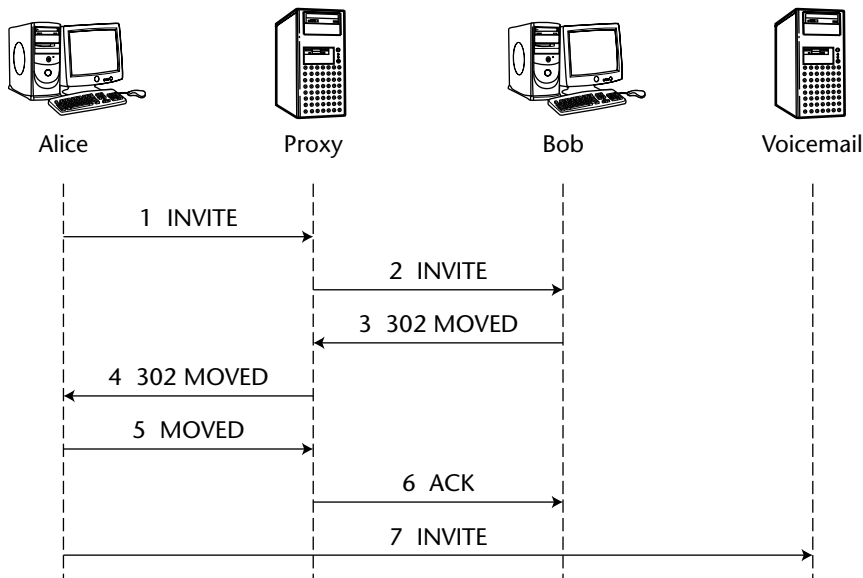 Alice Proxy Bob Voicemail
1 INVITE
2 INVITE
3 302 MOVED
4 302 MOVED
5 MOVED
6 ACK
7 INVITE